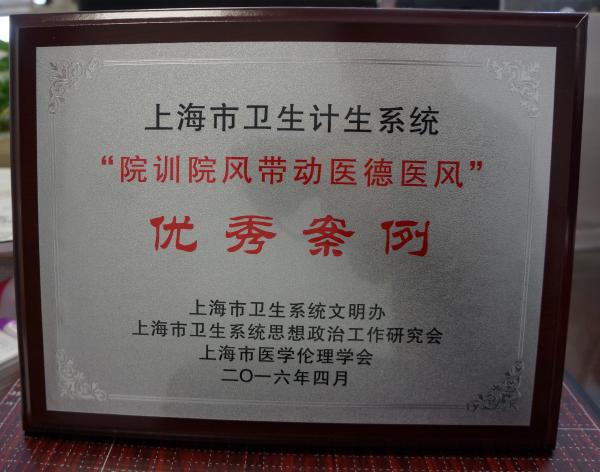 上海市卫生计生系统
“院训院风带动医德医风”
优秀案例
上海市卫生系统文明办
上海市卫生系统思想政治工作研究会
上海市医学伦理学会
二〇一六年四月